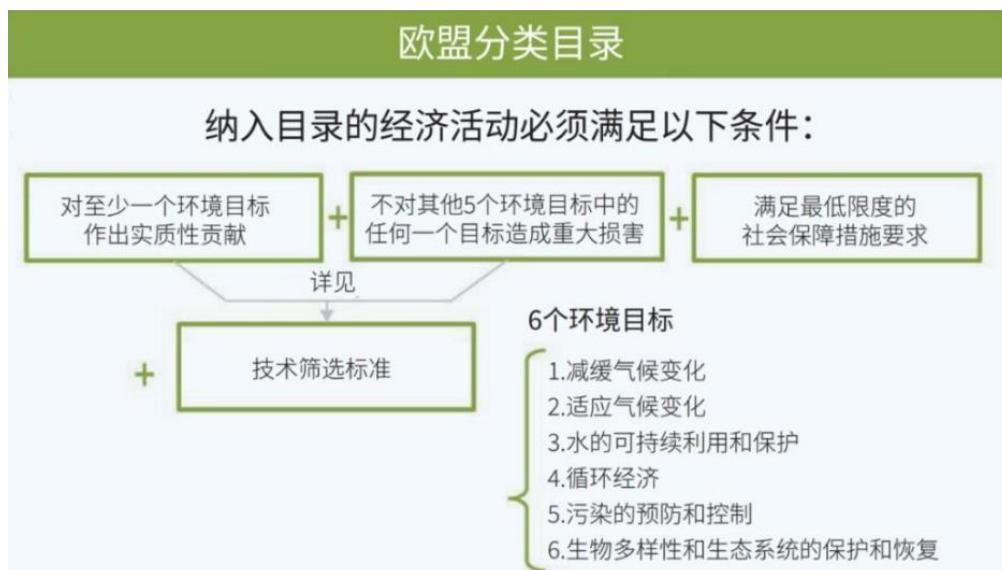 欧盟分类目录
纳入目录的经济活动必须满足以下条件：
对至少一个环境目标
作出实质性贡献
+
不对其他5个环境目标中的
任何一个目标造成重大损害
+
满足最低限度的
社会保障措施要求
详见
+
技术筛选标准
6个环境目标
1.减缓气候变化
2.适应气候变化
3.水的可持续利用和保护
4.循环经济
5.污染的预防和控制
6.生物多样性和生态系统的保护和恢复